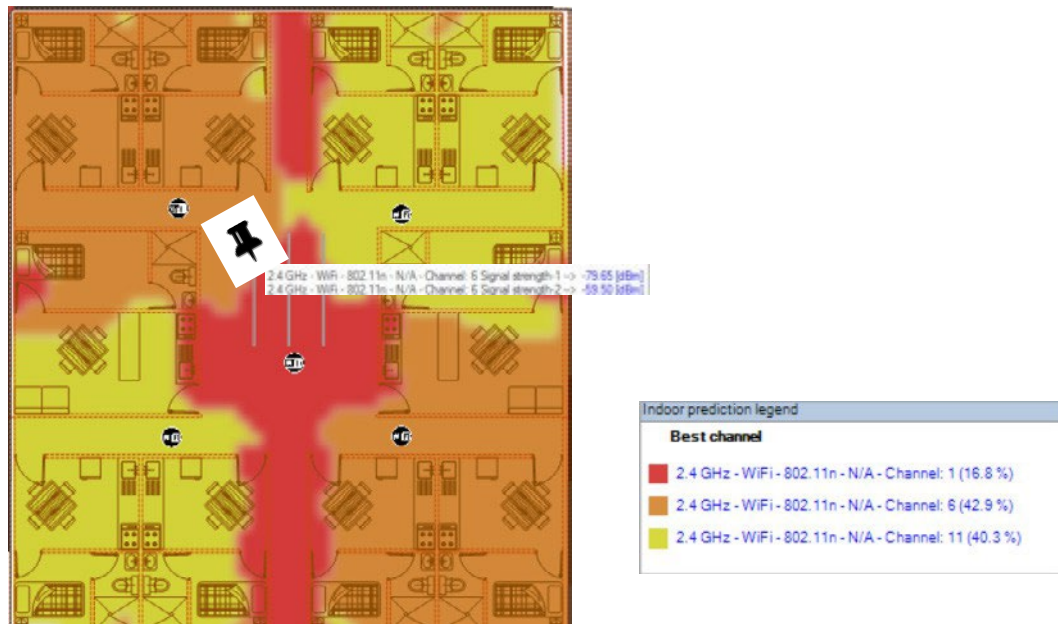 2.4 GHz - WiFi - 802.11n - N/A - Channel: 6 Signal strength-1 --> -79.65 [dBm]
2.4 GHz - WiFi - 802.11n - N/A - Channel: 6 Signal strength-2 --> -59.50 [dBm]
Indoor prediction legend
Best channel
2.4 GHz - WiFi - 802.11n - N/A - Channel: 1 (16.8 %)
2.4 GHz - WiFi - 802.11n - N/A - Channel: 6 (42.9 %)
2.4 GHz - WiFi - 802.11n - N/A - Channel: 11 (40.3 %)